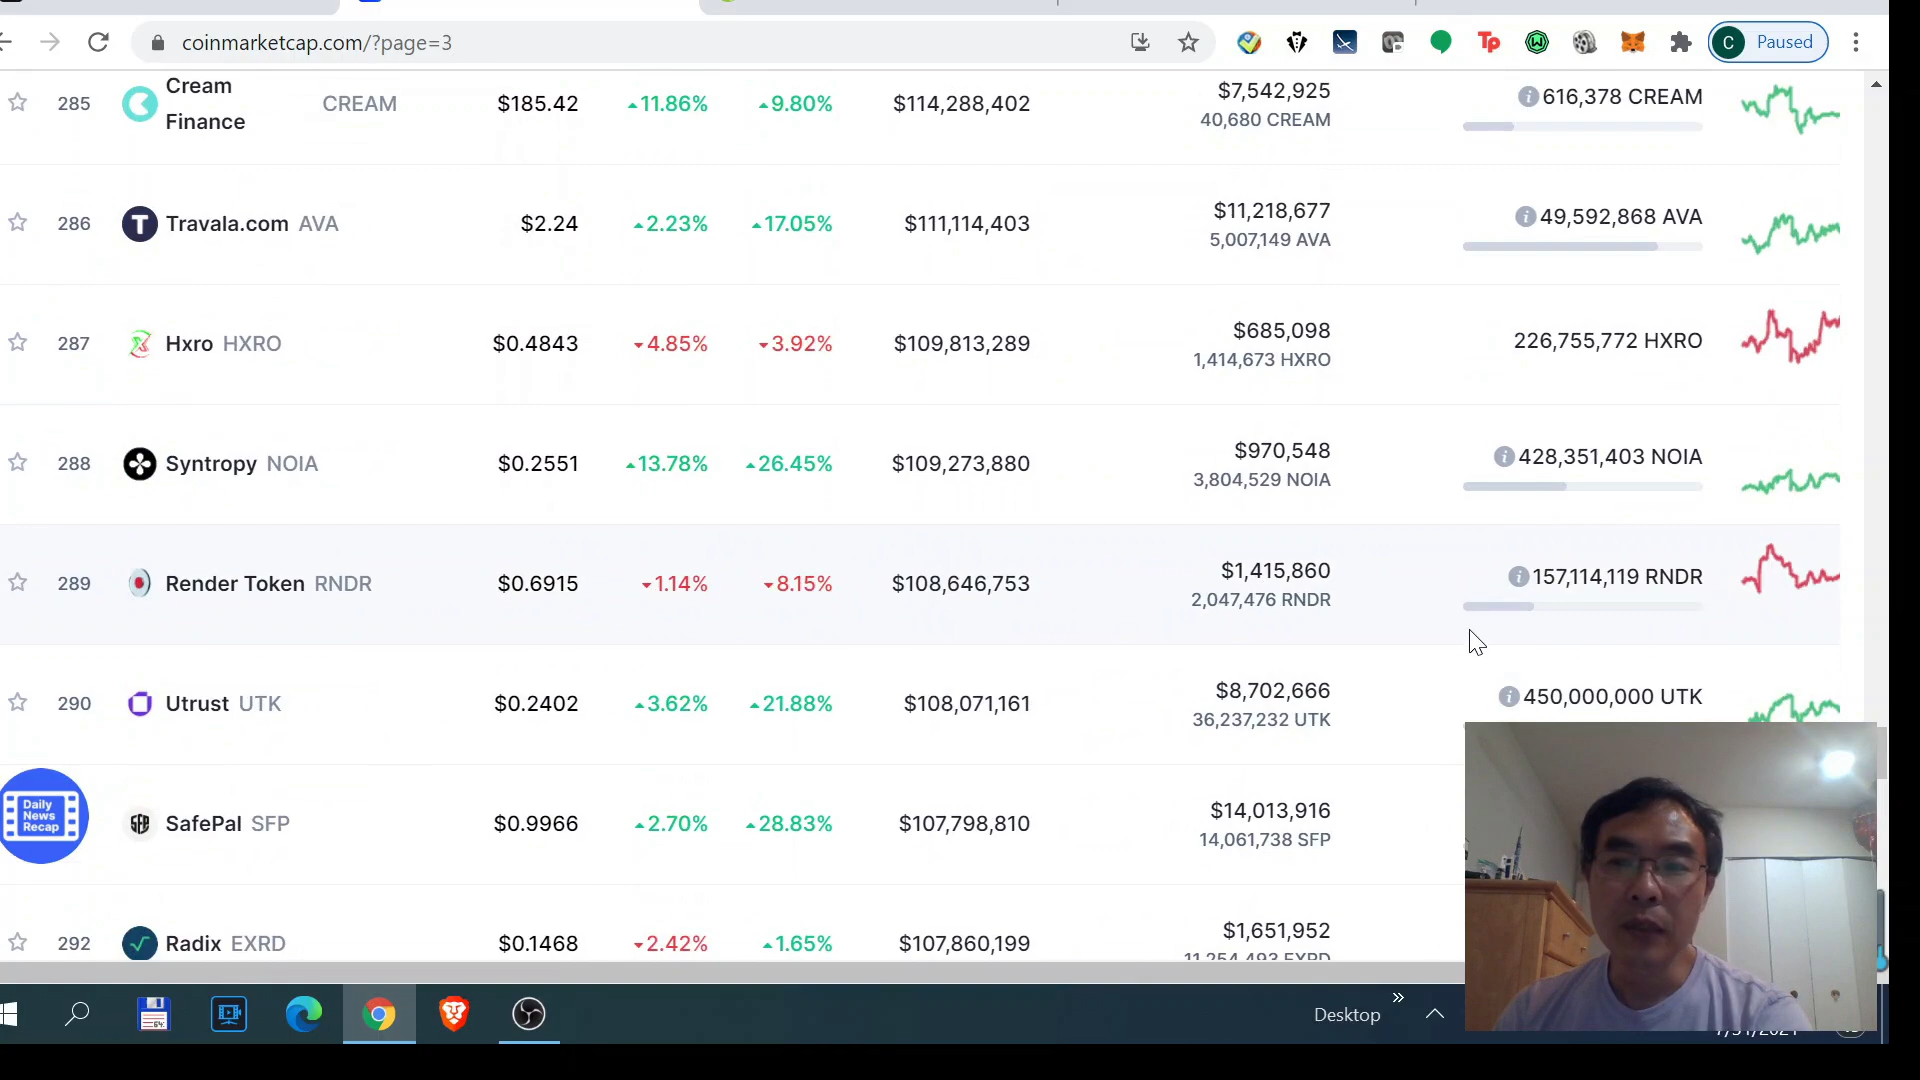 coinmarketcap.com/?page=3
Paused
285 Cream Finance CREAM $185.42 11.86% 9.80% $114,288,402 $7,542,925 616,378 CREAM
40,680 CREAM
286 Travala.com AVA $2.24 2.23% 17.05% $111,114,403 $11,218,677 49,592,868 AVA
5,007,149 AVA
287 Hxro HXRO $0.4843 4.85% 3.92% $109,813,289 $685,098 226,755,772 HXRO
1,414,673 HXRO
288 Syntropy NOIA $0.2551 13.78% 26.45% $109,273,880 $970,548 428,351,403 NOIA
3,804,529 NOIA
289 Render Token RNDR $0.6915 1.14% 8.15% $108,646,753 $1,415,860 157,114,119 RNDR
2,047,476 RNDR
290 Utrust UTK $0.2402 3.62% 21.88% $108,071,161 $8,702,666 450,000,000 UTK
36,237,232 UTK
Daily
News
Recap
SafePal SFP $0.9966 2.70% 28.83% $107,798,810 $14,013,916
14,061,738 SFP
292 Radix EXRD $0.1468 2.42% 1.65% $107,860,199 $1,651,952
11,254,493 EXRD
Desktop